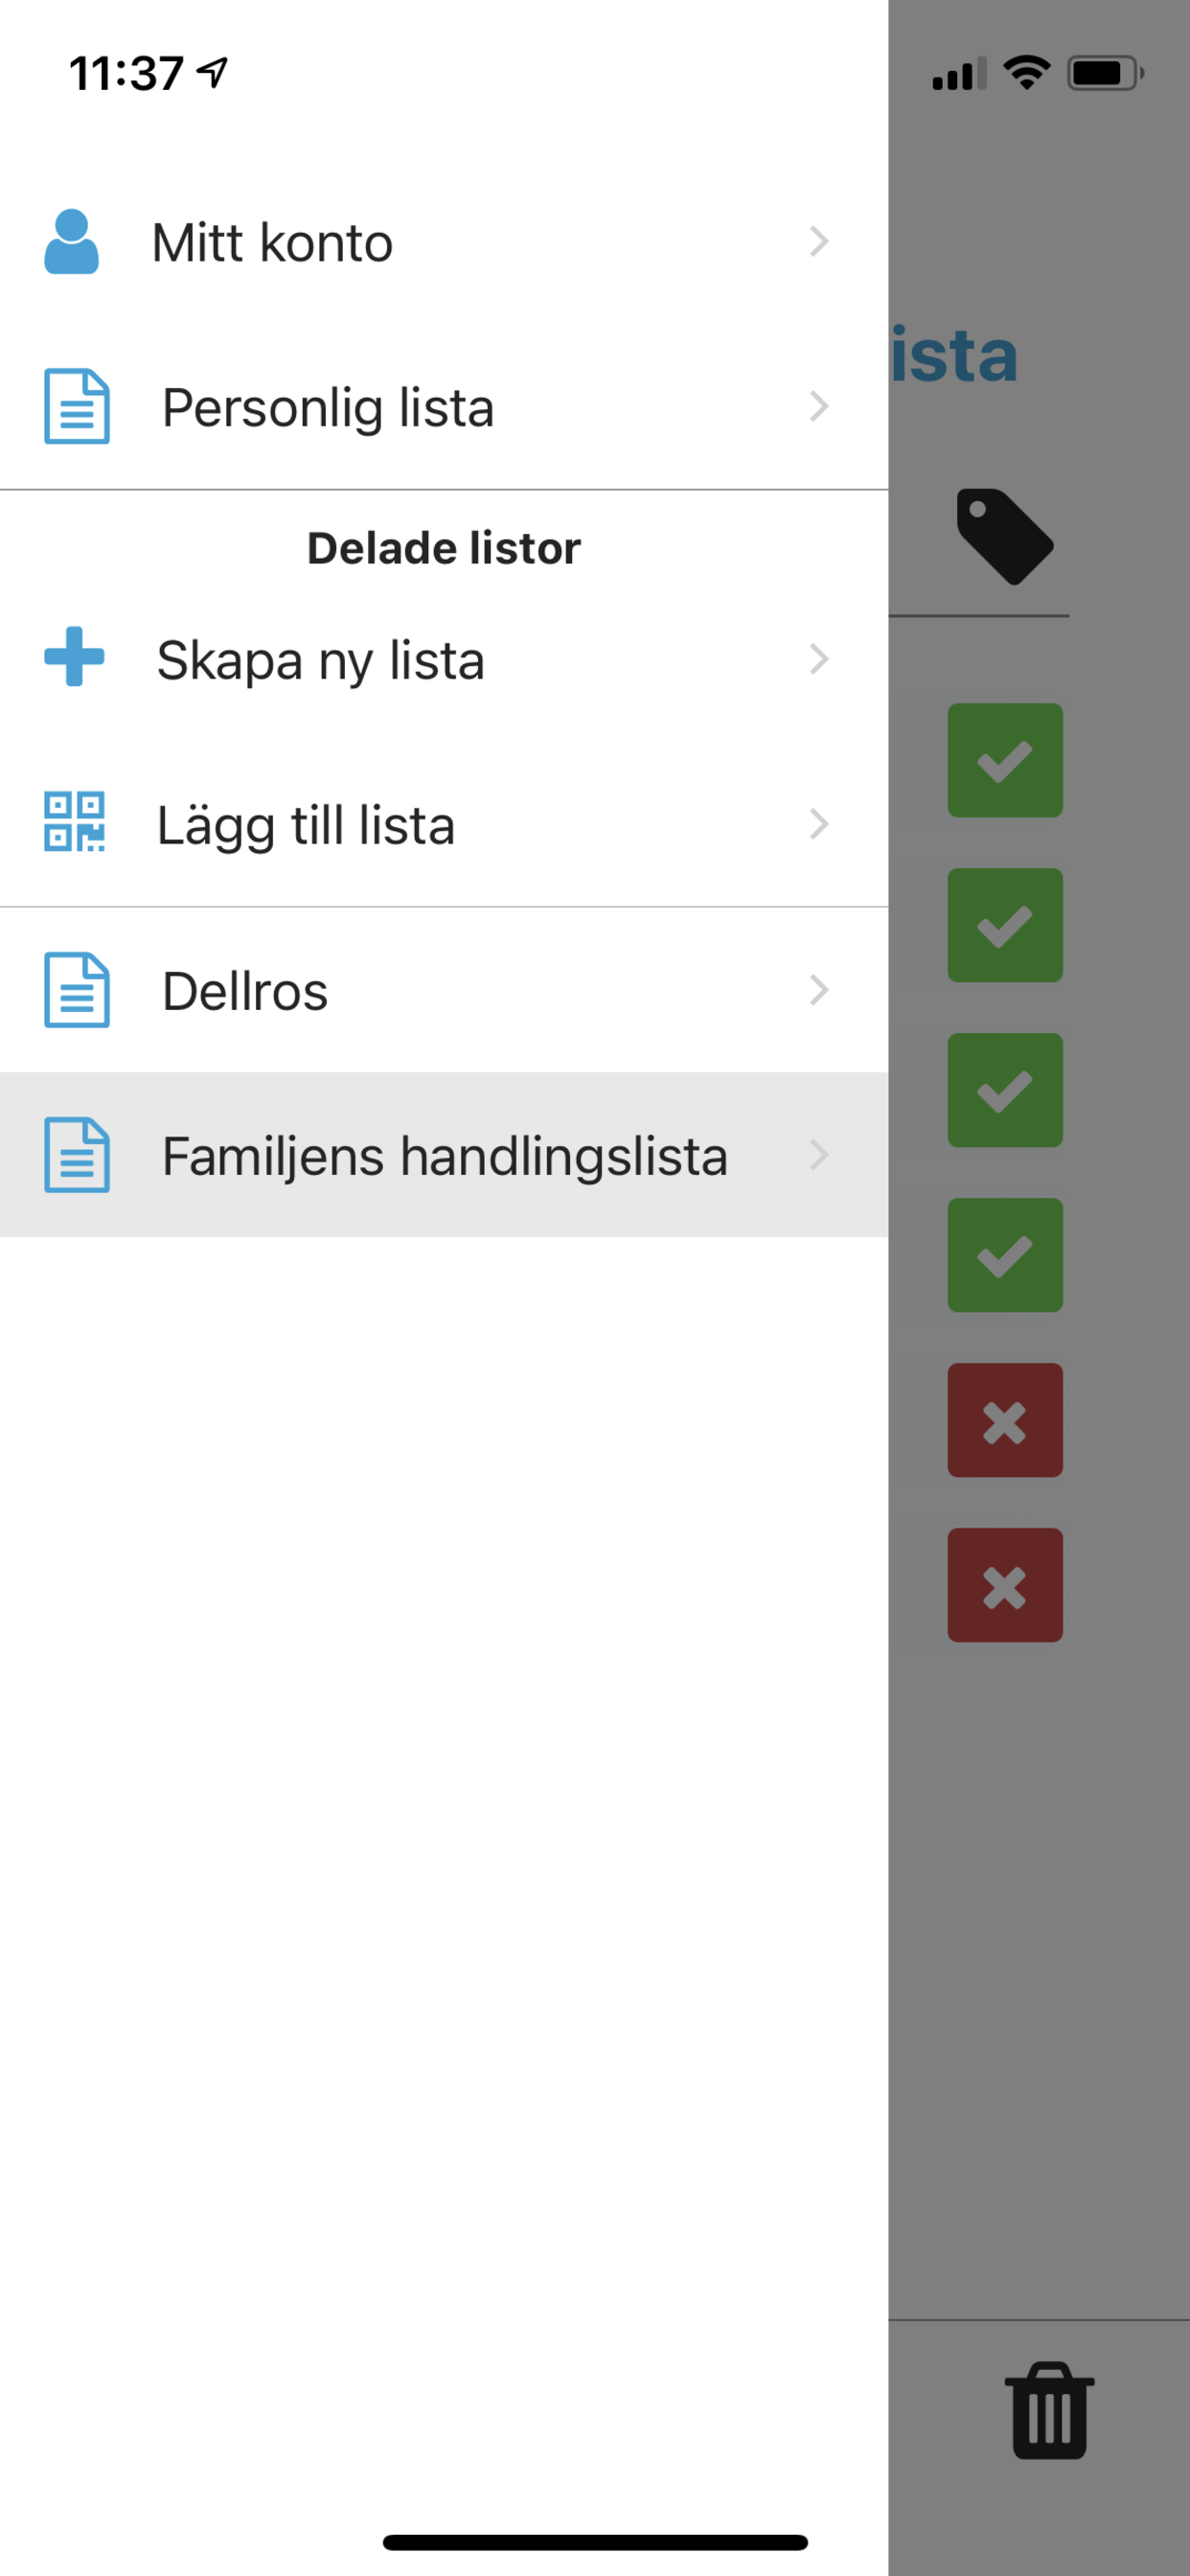 11:37
Mitt konto
Personlig lista
ista
Delade listor
Skapa ny lista
Lägg till lista
Dellros
Familjens handlingslista